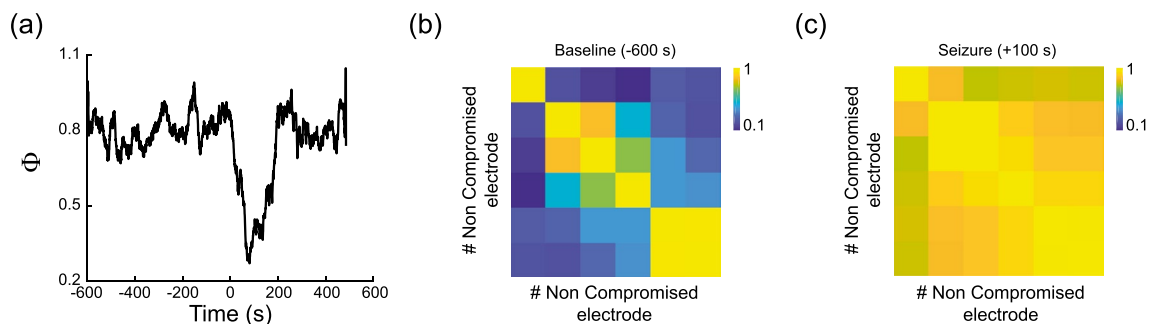 (a)
1.1
0.8
0.5
0.2
Φ
-600 -400 -200 0 200 400 600
Time (s)
(b)
Baseline (-600 s)
1
0.1
# Non Compromised
electrode
# Non Compromised
electrode
(c)
Seizure (+100 s)
1
0.1
# Non Compromised
electrode
# Non Compromised
electrode